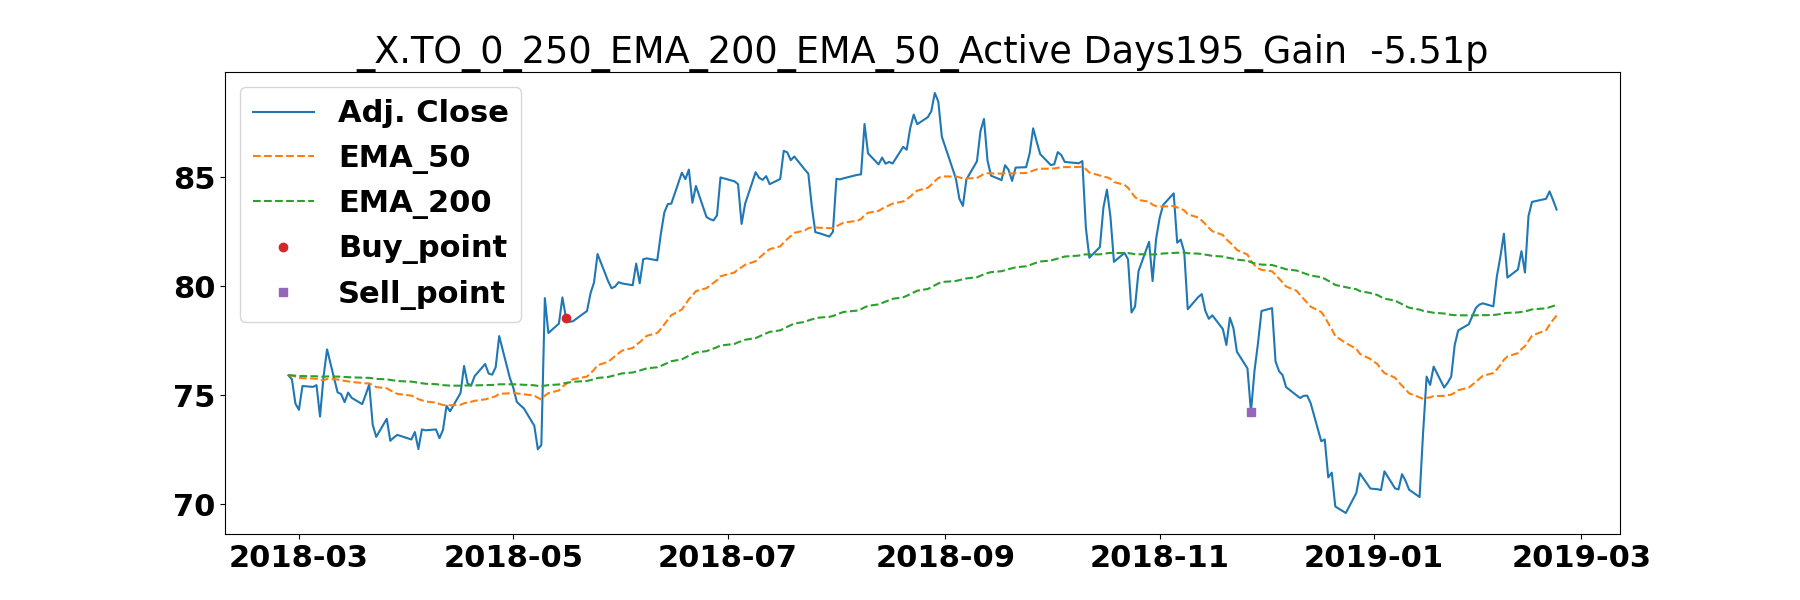 _X.TO_0_250_EMA_200_EMA_50_Active Days195_Gain  -5.51p
Adj. Close
EMA_50
EMA_200
Buy_point
Sell_point
85
80
75
70
2018-03 2018-05 2018-07 2018-09 2018-11 2019-01 2019-03